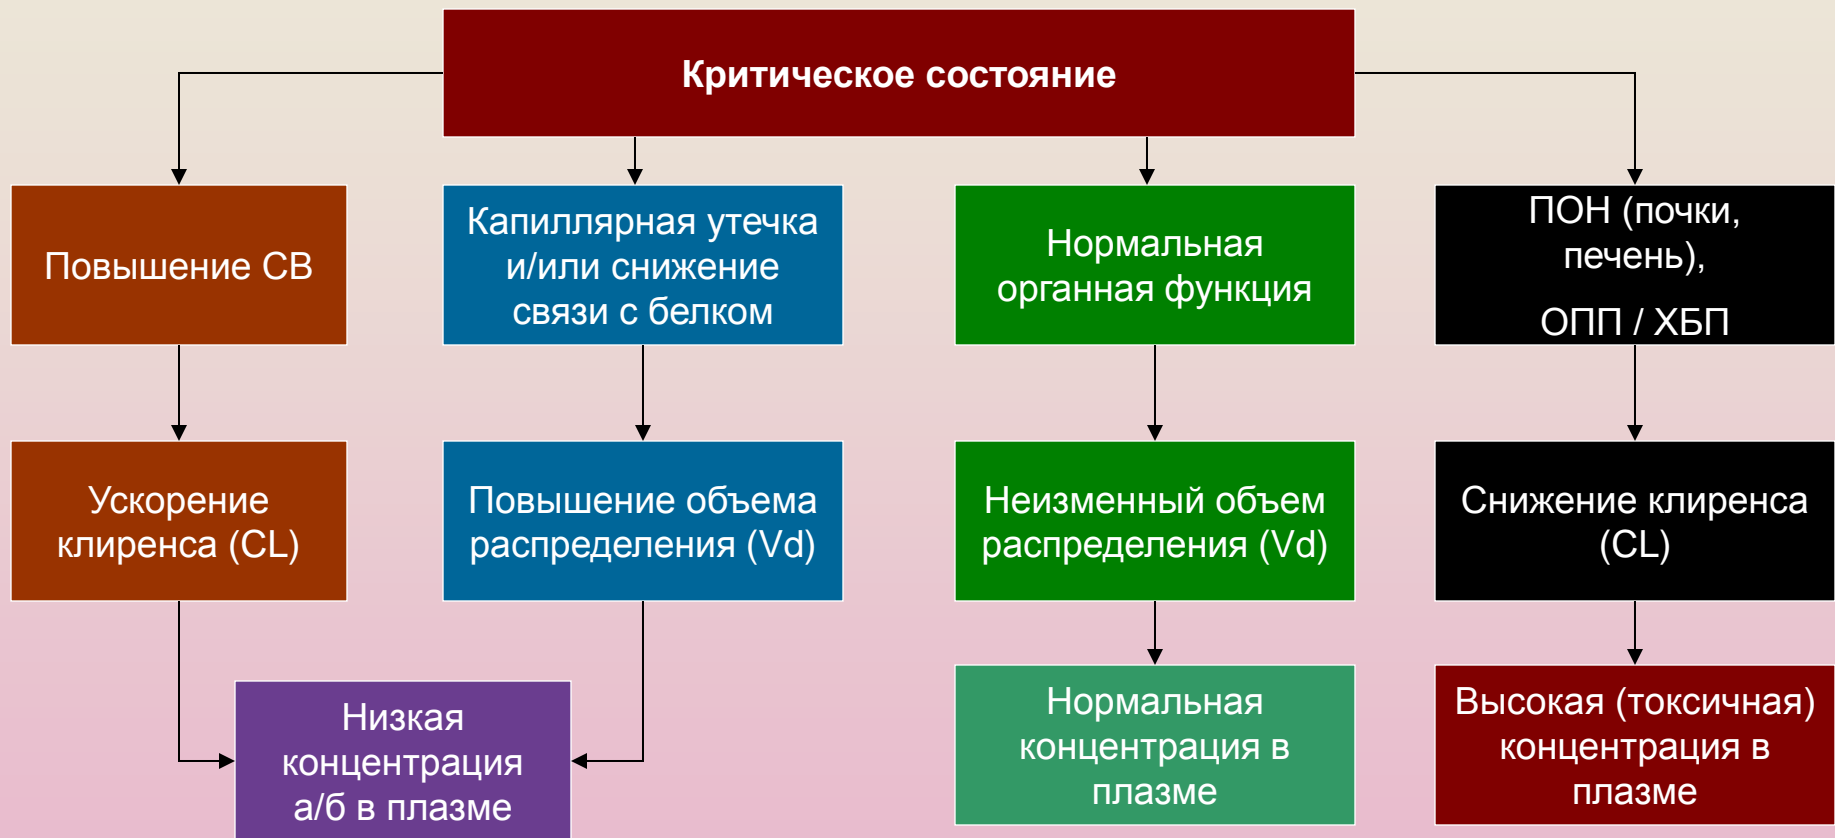 Критическое состояние
Повышение СВ
Капиллярная утечка
и/или снижение
связи с белком
Нормальная
органная функция
ПОН (почки,
печень),
ОПП / ХБП
Ускорение
клиренса (CL)
Повышение объема
распределения (Vd)
Неизменный объем
распределения (Vd)
Снижение клиренса
(CL)
Низкая
концентрация
а/б в плазме
Нормальная
концентрация в
плазме
Высокая (токсичная)
концентрация в
плазме